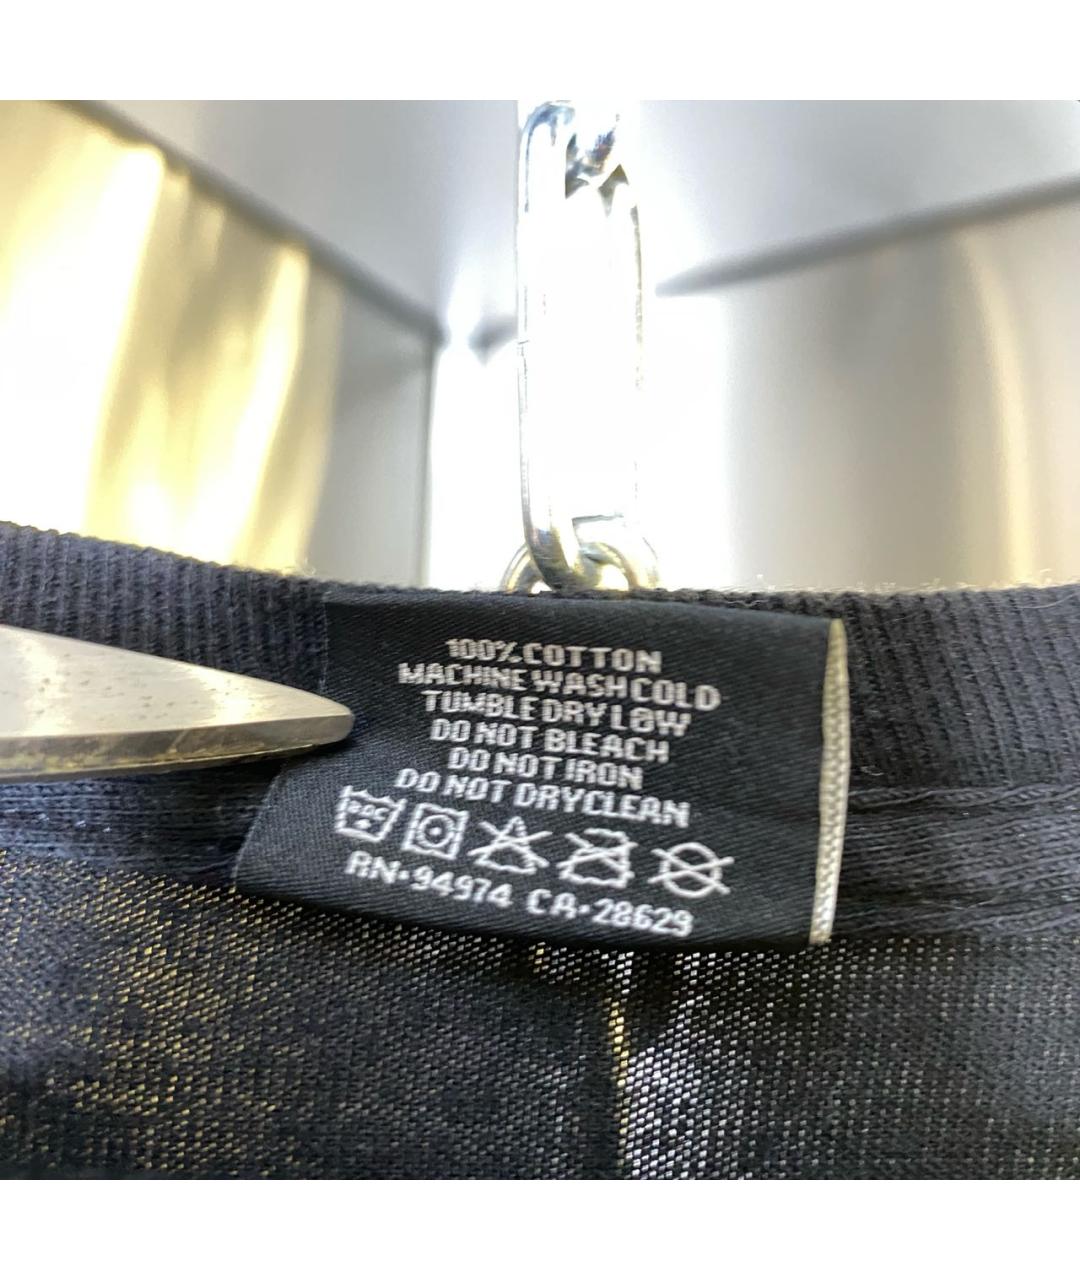 100% COTTON
MACHINE WASH COLD
TUMBLE DRY LOW
DO NOT BLEACH
DO NOT IRON
DO NOT DRYCLEAN
RN•94974 CA•28629